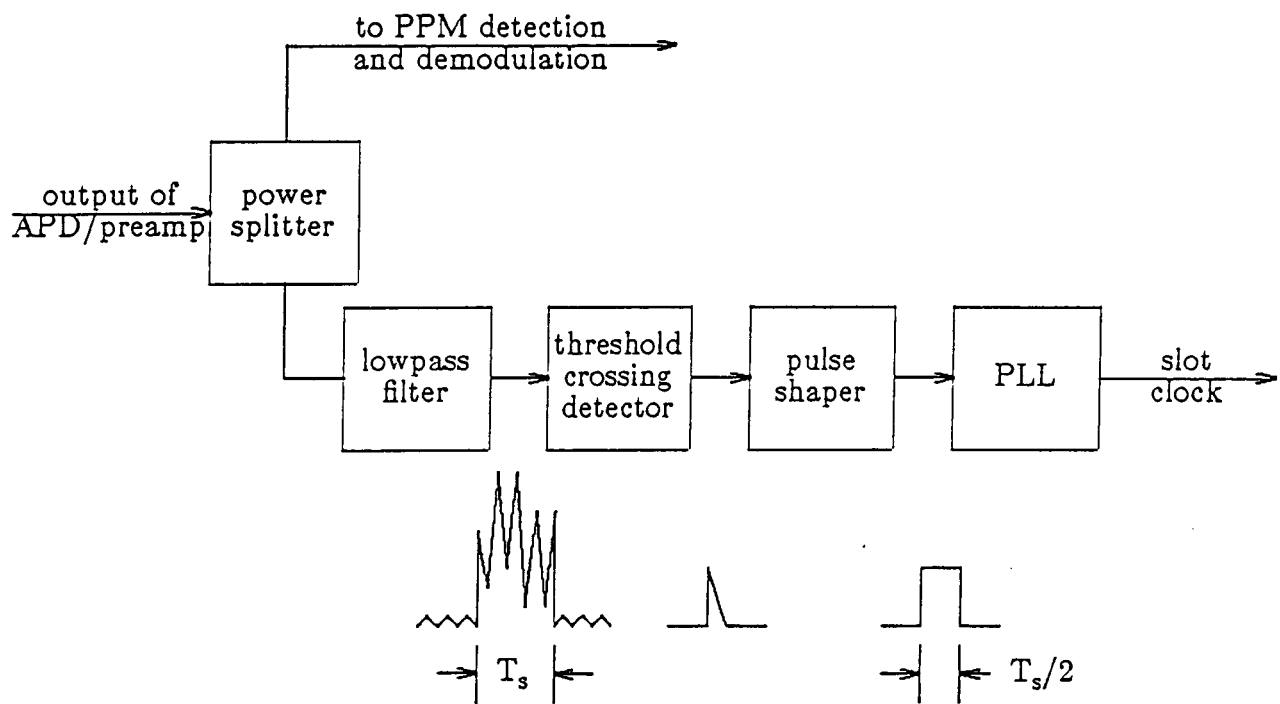 to PPM detection
and demodulation
output of
APD/preamp
power
splitter
lowpass
filter
threshold
crossing
detector
pulse
shaper
PLL
slot
clock
T_s
T_s/2